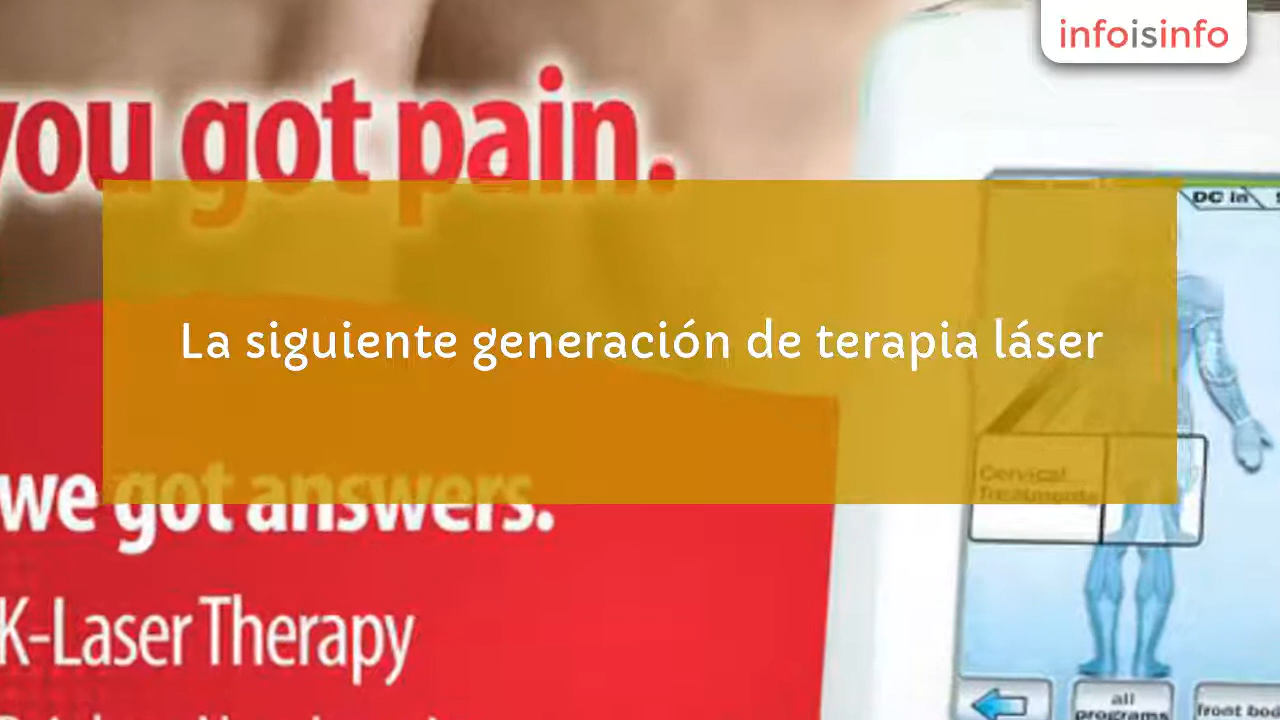 infoisinfo
you got pain.
DC in
La siguiente generación de terapia láser
Cervical
Treatments
we got answers.
K-Laser Therapy
all
programs
front